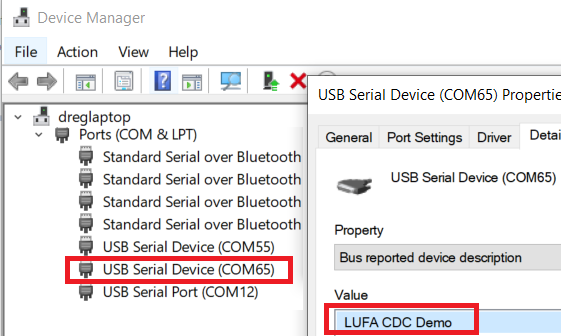 Device Manager
File Action View Help
dreglaptop
Ports (COM & LPT)
Standard Serial over Bluetooth
Standard Serial over Bluetooth
Standard Serial over Bluetooth
Standard Serial over Bluetooth
USB Serial Device (COM55)
USB Serial Device (COM65)
USB Serial Port (COM12)
USB Serial Device (COM65) Propertie
General Port Settings Driver Detai
USB Serial Device (COM65)
Property
Bus reported device description
Value
LUFA CDC Demo